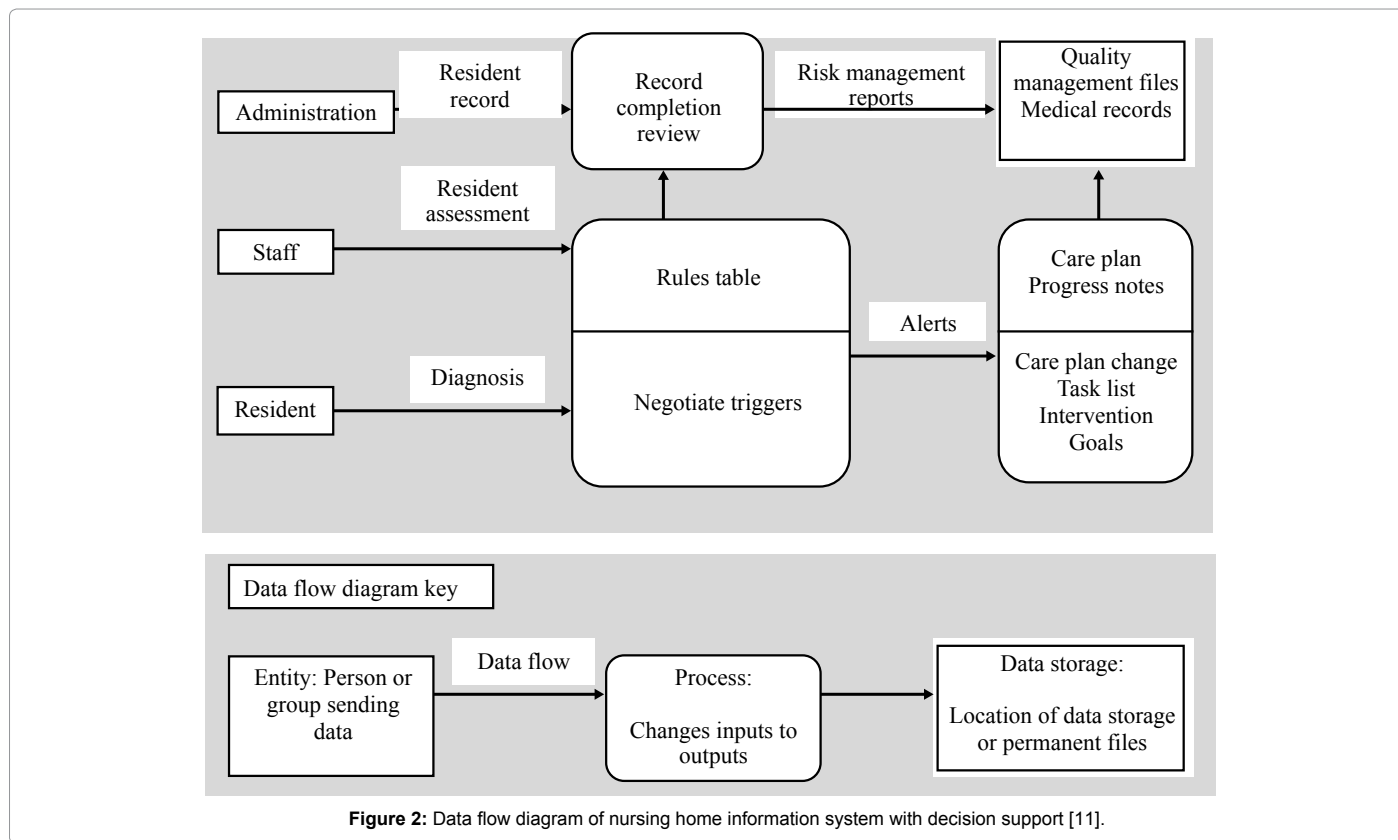 Administration
Resident
record
Record
completion
review
Risk management
reports
Quality
management files
Medical records
Staff
Resident
assessment
Rules table
Negotiate triggers
Resident
Diagnosis
Alerts
Care plan
Progress notes
Care plan change
Task list
Intervention
Goals
Data flow diagram key
Entity: Person or
group sending
data
Data flow
Process:
Changes inputs to
outputs
Data storage:
Location of data storage
or permanent files
Figure 2: Data flow diagram of nursing home information system with decision support [11].